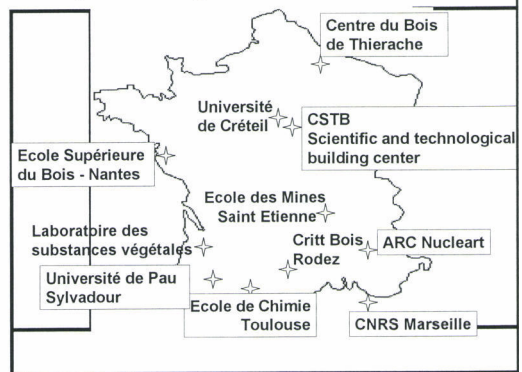 Centre du Bois
de Thierache
Université
de Créteil
CSTB
Scientific and technological
building center
Ecole Supérieure
du Bois - Nantes
Ecole des Mines
Saint Etienne
Laboratoire des
substances végétales
Critt Bois
Rodez
ARC Nucleart
Université de Pau
Sylvadour
Ecole de Chimie
Toulouse
CNRS Marseille